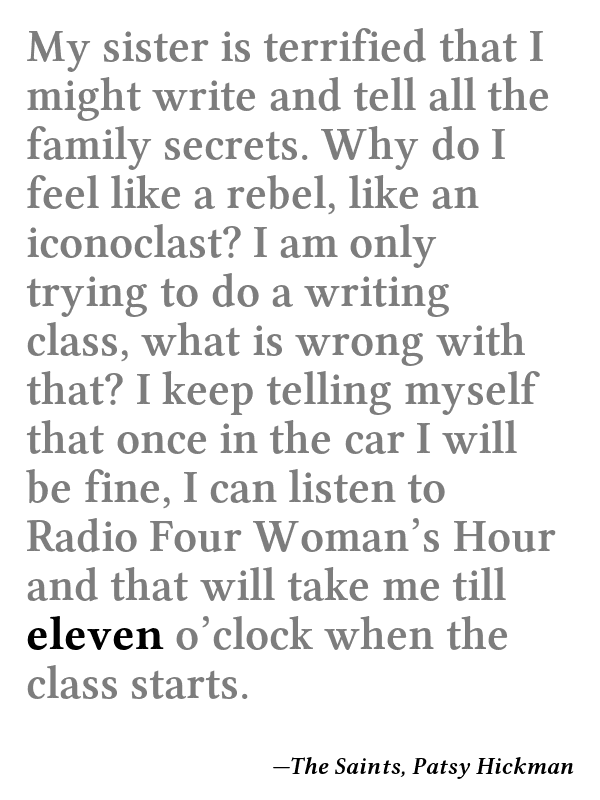 My sister is terrified that I
might write and tell all the
family secrets. Why do I
feel like a rebel, like an
iconoclast? I am only
trying to do a writing
class, what is wrong with
that? I keep telling myself
that once in the car I will
be fine, I can listen to
Radio Four Woman’s Hour
and that will take me till
eleven o’clock when the
class starts.
—The Saints, Patsy Hickman